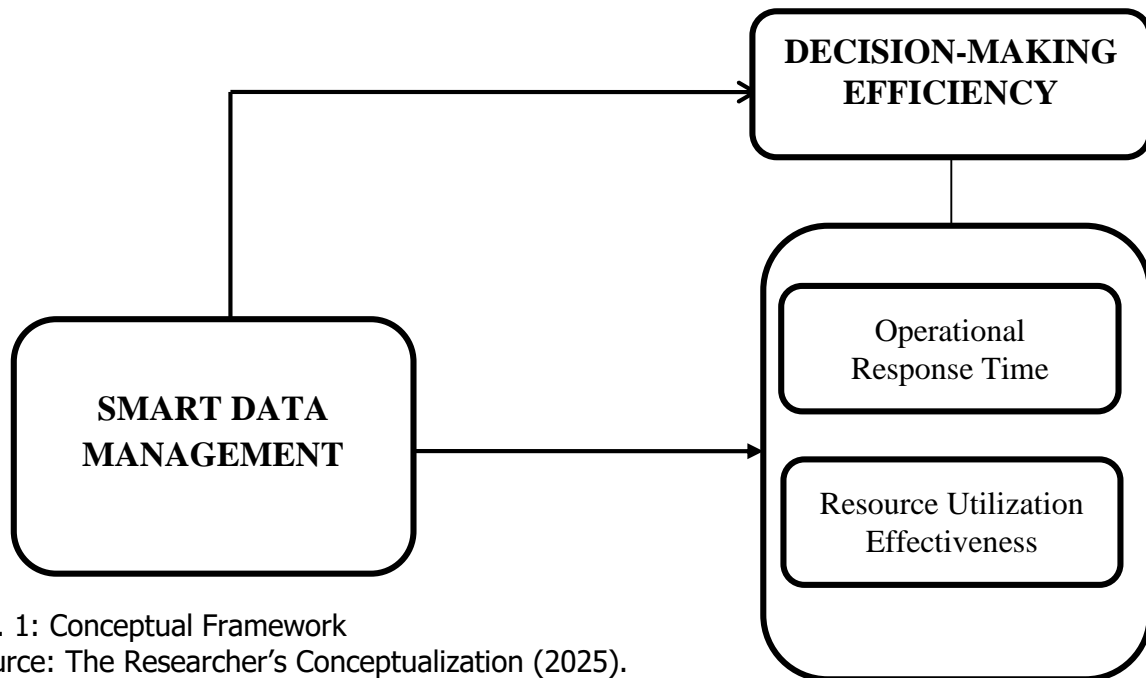 DECISION-MAKING
EFFICIENCY
Operational
Response Time
SMART DATA
MANAGEMENT
Resource Utilization
Effectiveness
. 1: Conceptual Framework
urce: The Researcher’s Conceptualization (2025).